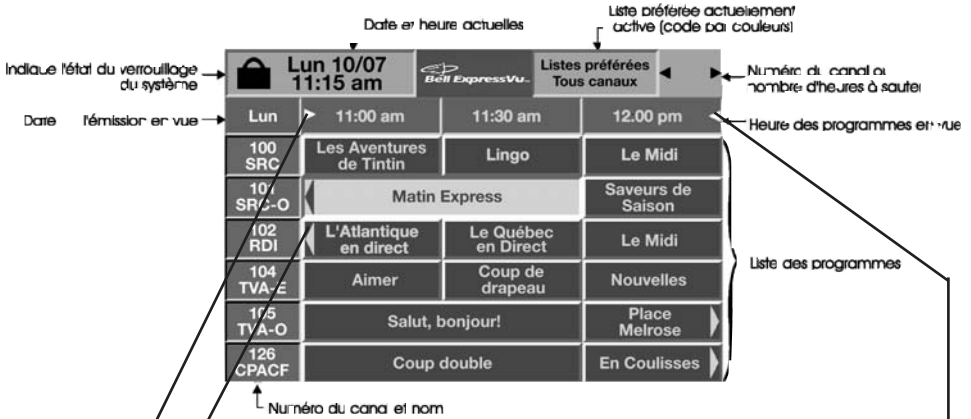 Date et heure actuelles
Liste préférée actuellement
active (code par couleurs)
Indique l'état du verrouillage
du système
Lun 10/07
11:15 am
Bell ExpressVu
Listes préférées
Tous canaux
Numéro du canal ou
nombre d'heures à sauter
Date l'émission en vue
Lun
11:00 am
11:30 am
12.00 pm
Heure des programmes en vue
100
SRC
Les Aventures
de Tintin
Lingo
Le Midi
101
SRC-O
Matin Express
Saveurs de
Saison
102
RDI
L'Atlantique
en direct
Le Québec
en Direct
Le Midi
Liste des programmes
104
TVA-E
Aimer
Coup de
drapeau
Nouvelles
105
TVA-O
Salut, bonjour!
Place
Melrose
126
CPACF
Coup double
En Coulisses
Numéro du canal et nom